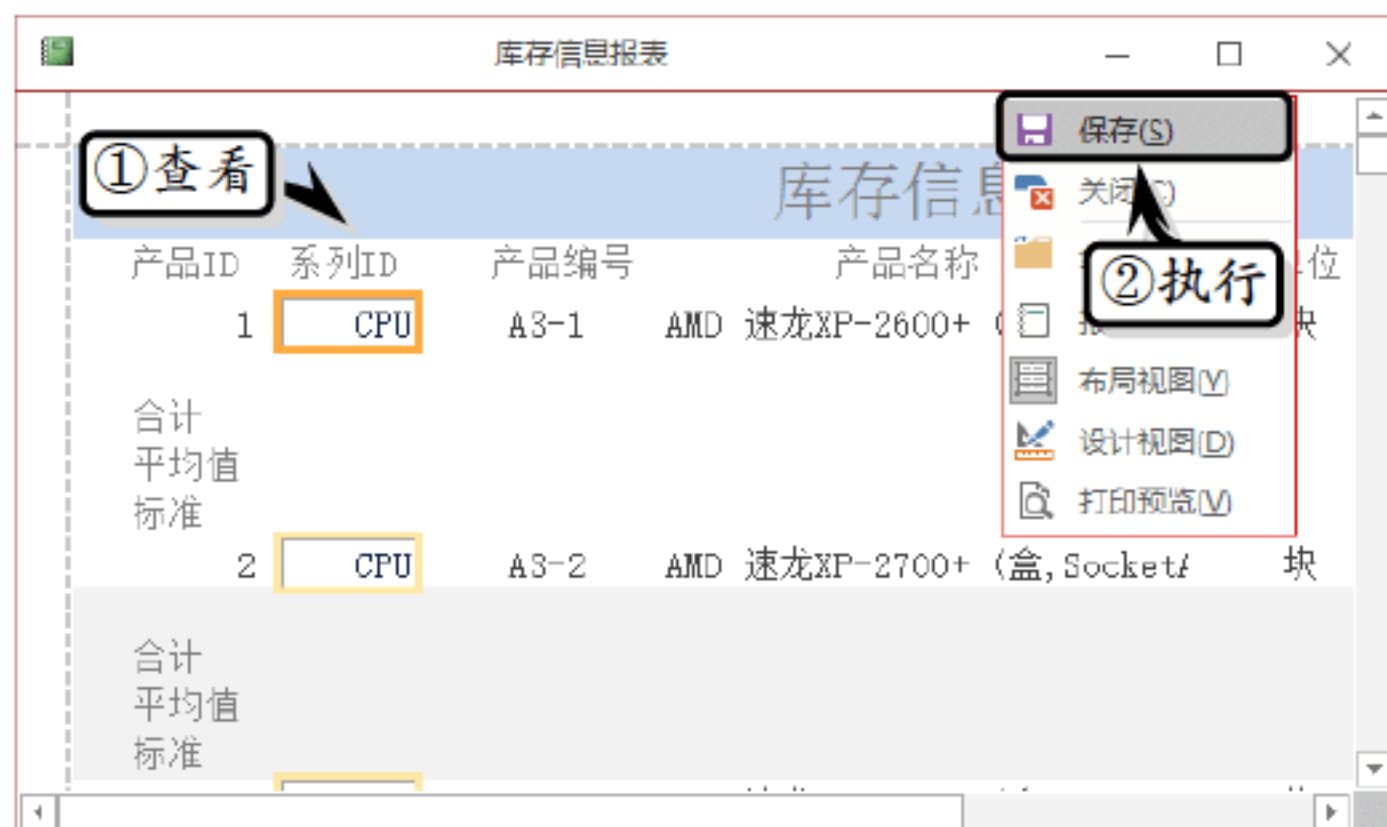 库存信息报表
保存(S)
①查看
库存信
关闭
产品ID 系列ID 产品编号 产品名称 位
②执行
1 CPU A3-1 AMD 速龙XP-2600+ (
布局视图(Y)
合计
设计视图(D)
平均值
打印预览(V)
标准
2 CPU A3-2 AMD 速龙XP-2700+ (盒,Socket 块
合计
平均值
标准